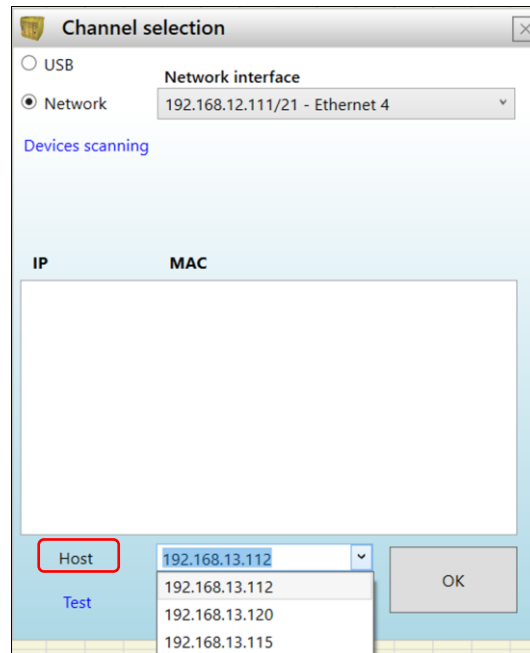 Channel selection
USB
Network interface
Network
192.168.12.111/21 - Ethernet 4
Devices scanning
IP MAC
Host
192.168.13.112
OK
192.168.13.112
Test
192.168.13.120
192.168.13.115